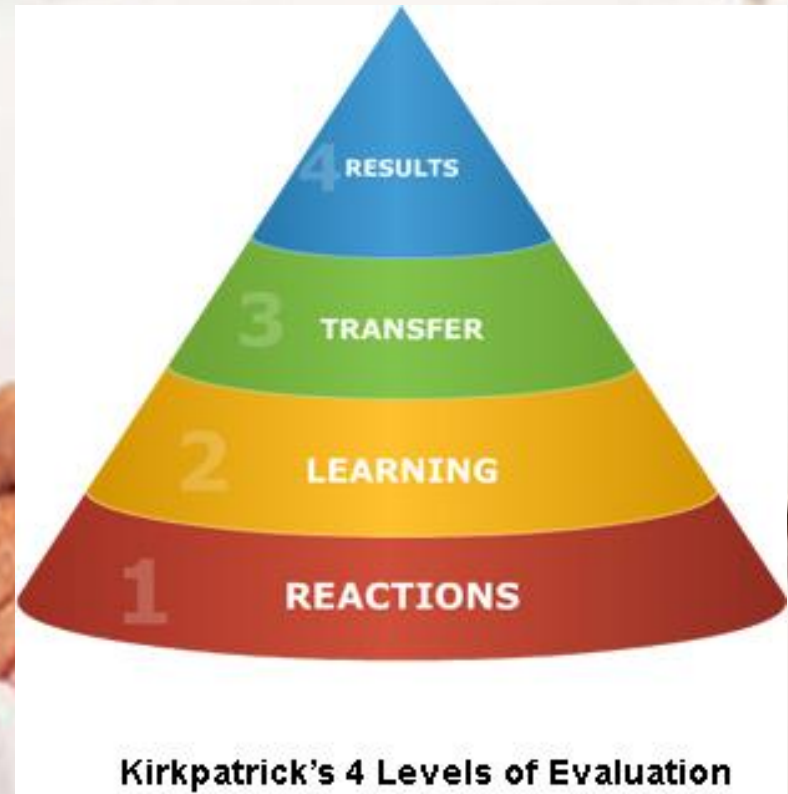 4 RESULTS
3 TRANSFER
2 LEARNING
1 REACTIONS
Kirkpatrick's 4 Levels of Evaluation